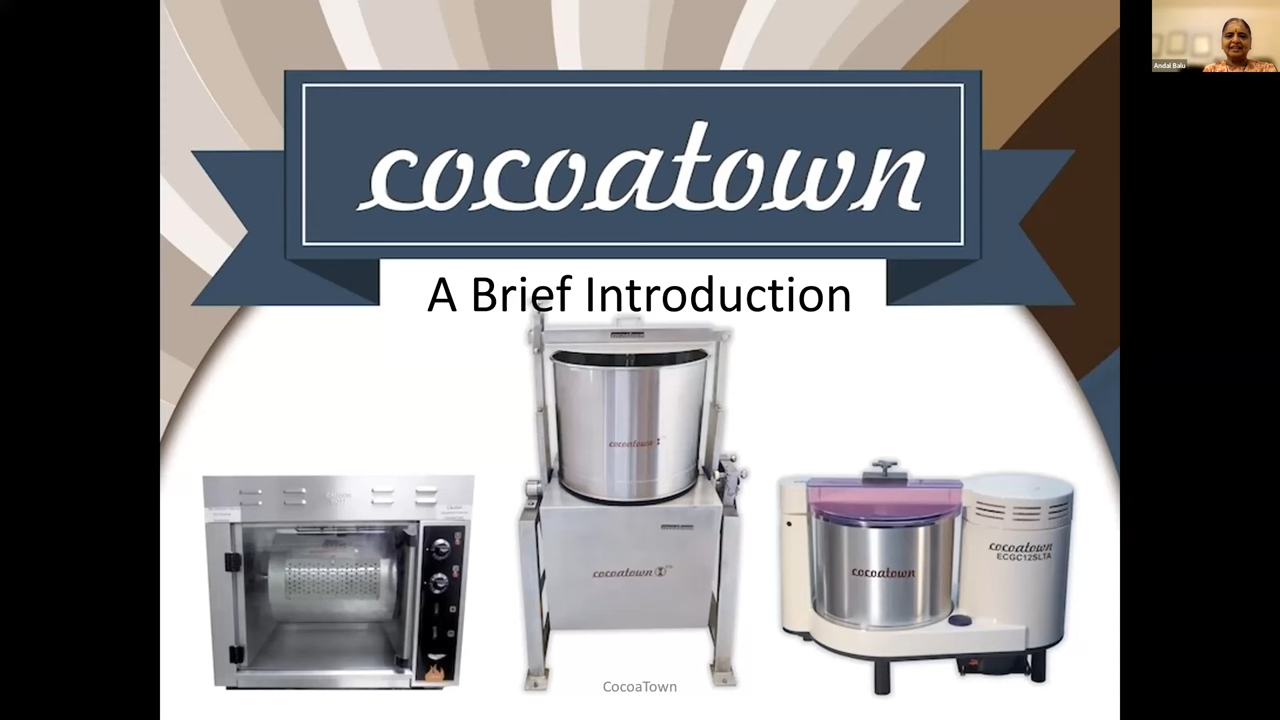 cocoatown
A Brief Introduction
Andal Balu
cocoatown
cocoatown
cocoatown
cocoatown
ECGC12SLTA
CocoaTown